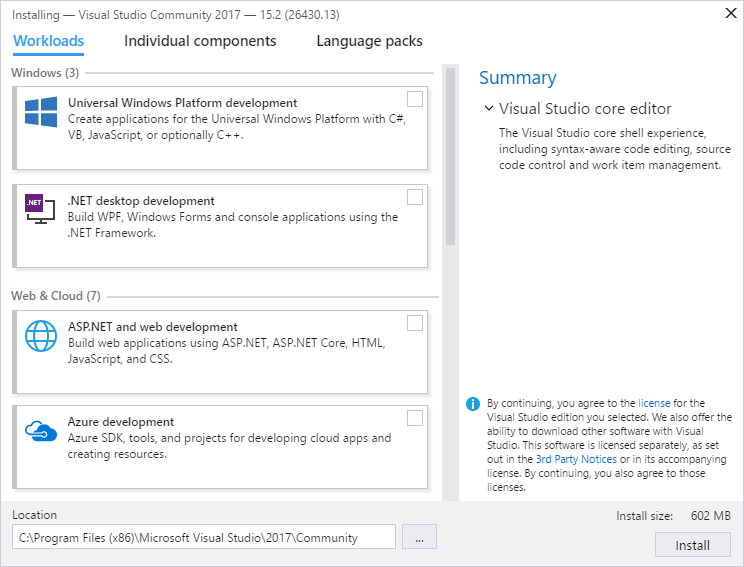 Installing — Visual Studio Community 2017 — 15.2 (26430.13)
Workloads Individual components Language packs
Windows (3)
Universal Windows Platform development
Create applications for the Universal Windows Platform with C#,
VB, JavaScript, or optionally C++.
.NET
.NET desktop development
Build WPF, Windows Forms and console applications using the
.NET Framework.
Web & Cloud (7)
ASP.NET and web development
Build web applications using ASP.NET, ASP.NET Core, HTML,
JavaScript, and CSS.
Azure development
Azure SDK, tools, and projects for developing cloud apps and
creating resources.
Summary
Visual Studio core editor
The Visual Studio core shell experience,
including syntax-aware code editing, source
code control and work item management.
By continuing, you agree to the license for the
Visual Studio edition you selected. We also offer the
ability to download other software with Visual
Studio. This software is licensed separately, as set
out in the 3rd Party Notices or in its accompanying
license. By continuing, you also agree to those
licenses.
Location
C:\Program Files (x86)\Microsoft Visual Studio\2017\Community
...
Install size: 602 MB
Install